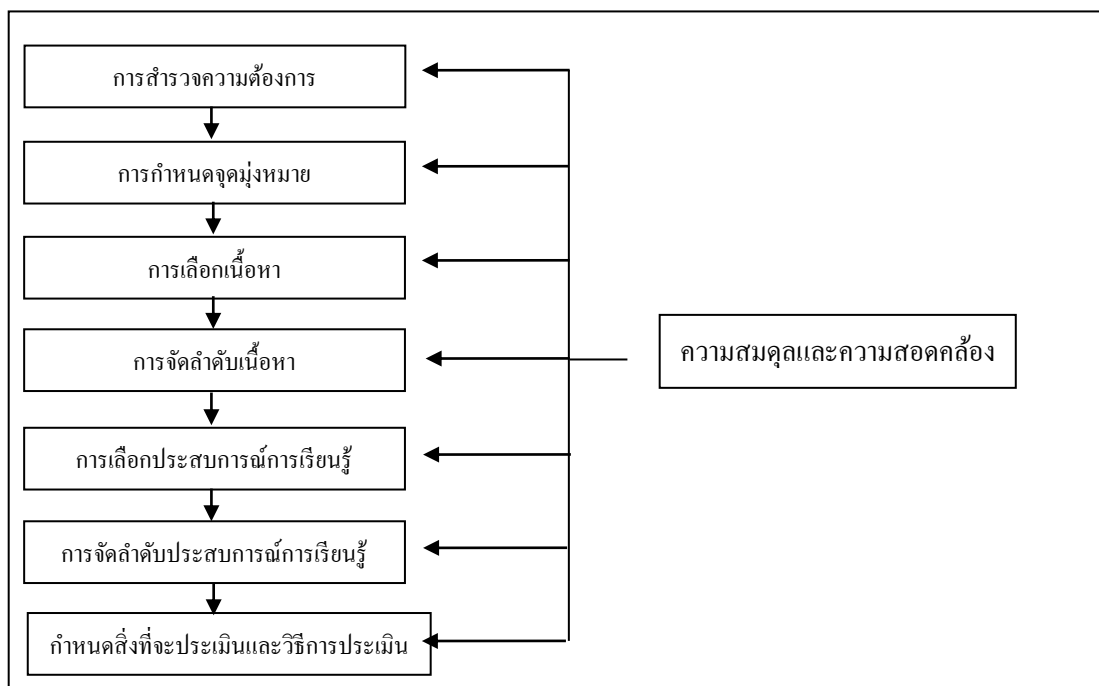 การสำรวจความต้องการ
การกำหนดจุดมุ่งหมาย
การเลือกเนื้อหา
การจัดลำดับเนื้อหา
ความสมดุลและความสอดคล้อง
การเลือกประสบการณ์การเรียนรู้
การจัดลำดับประสบการณ์การเรียนรู้
กำหนดสิ่งที่จะประเมินและวิธีการประเมิน